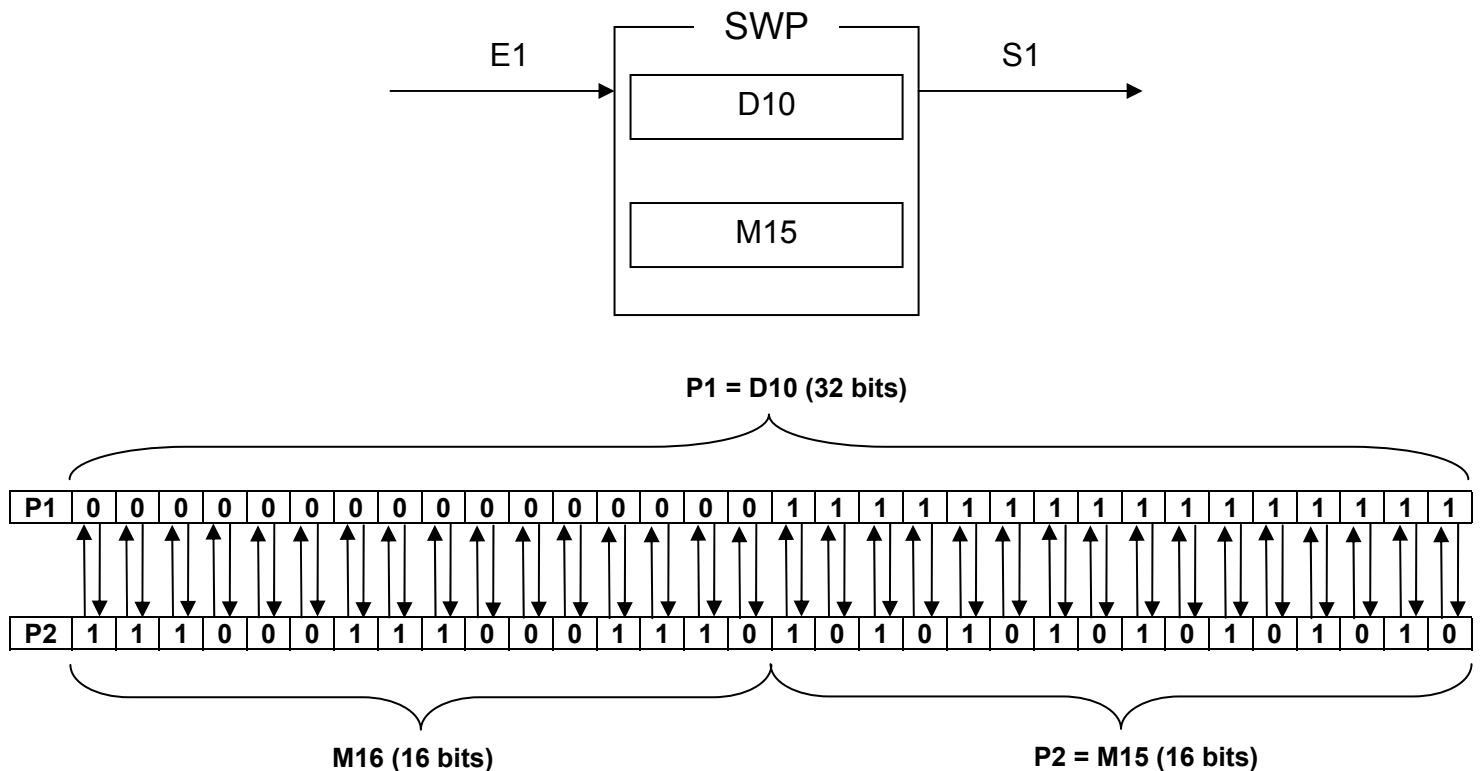 SWP
E1 S1
D10
M15
P1 = D10 (32 bits)
P1 0 0 0 0 0 0 0 0 0 0 0 0 0 0 0 0 1 1 1 1 1 1 1 1 1 1 1 1 1 1 1 1
P2 1 1 1 0 0 0 1 1 1 0 0 0 1 1 1 0 1 0 1 0 1 0 1 0 1 0 1 0 1 0 1 0
M16 (16 bits) P2 = M15 (16 bits)